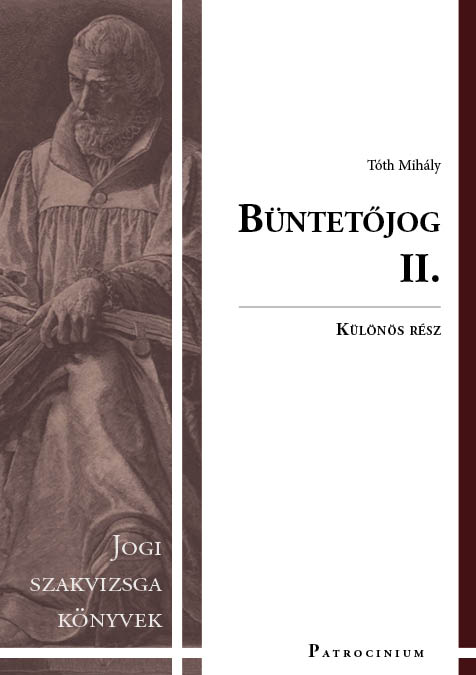 Tóth Mihály
Büntetőjog
II.
Különös rész
Jogi
szakvizsga
könyvek
Patrocinium